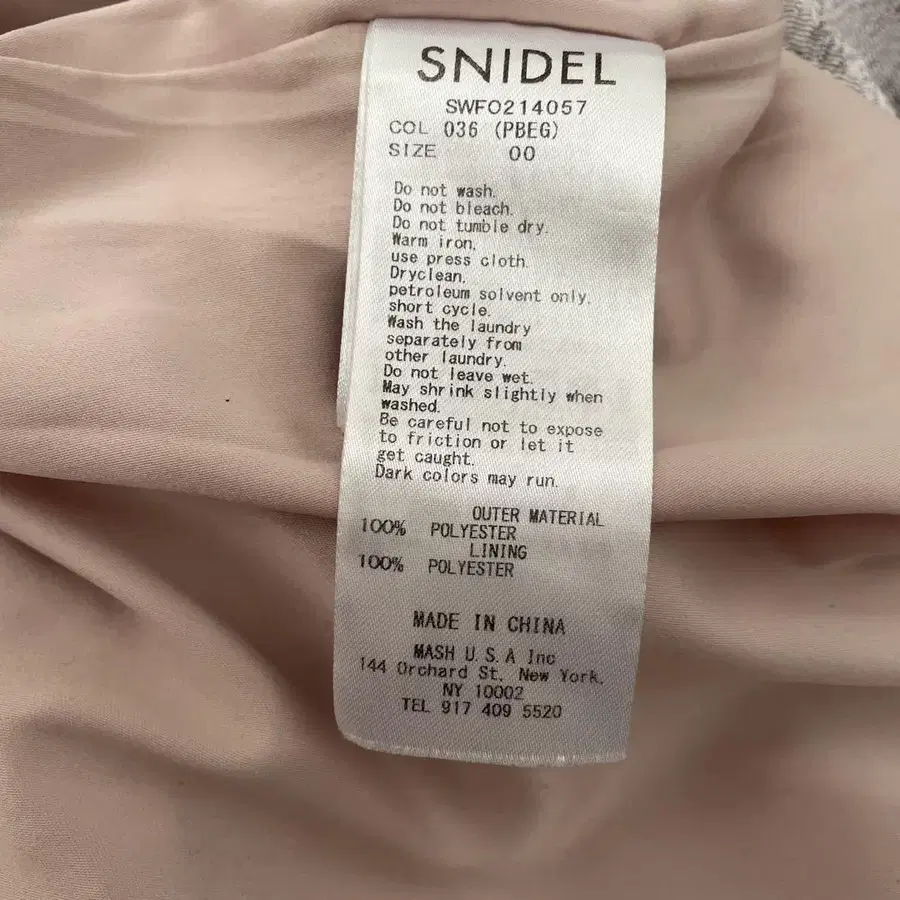 SNIDEL
SWFO214057
COL 036 (PBEG)
SIZE 00
Do not wash.
Do not bleach.
Do not tumble dry.
Warm iron.
use press cloth.
Dryclean.
petroleum solvent only.
short cycle.
Wash the laundry
separately from
other laundry.
Do not leave wet.
May shrink slightly when
washed.
Be careful not to expose
to friction or let it
get caught.
Dark colors may run.
OUTER MATERIAL
100% POLYESTER
LINING
100% POLYESTER
MADE IN CHINA
MASH U.S.A Inc
144 Orchard St. New York.
NY 10002
TEL 917 409 5520